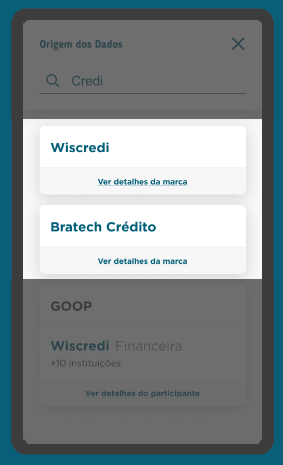 Origem dos Dados
Credi
Wiscredi
Ver detalhes da marca
Bratech Crédito
Ver detalhes da marca
GOOP
Wiscredi Financeira
+10 instituições
Ver detalhes do participante